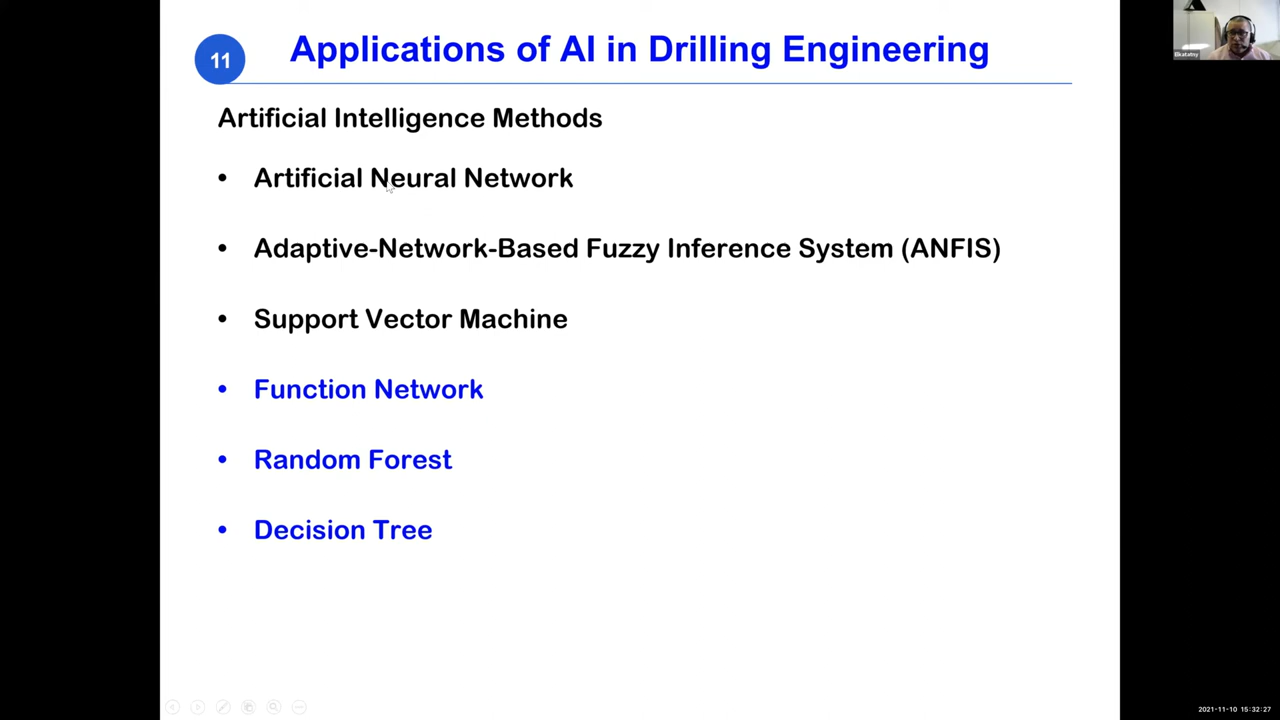 11
Applications of AI in Drilling Engineering
Elkatatny
Artificial Intelligence Methods
• Artificial Neural Network
• Adaptive-Network-Based Fuzzy Inference System (ANFIS)
• Support Vector Machine
• Function Network
• Random Forest
• Decision Tree
2021-11-10 15:32:27